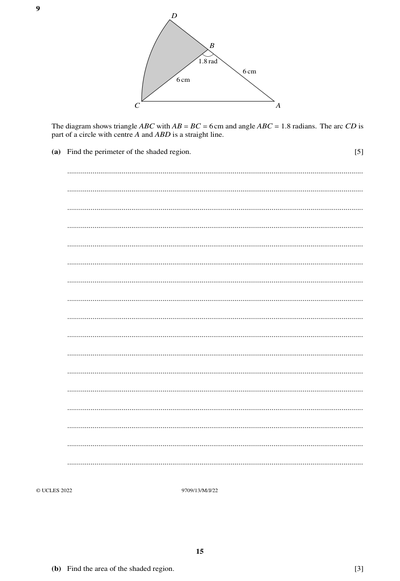 9
D
B
1.8 rad
6 cm
6 cm
C
A
The diagram shows triangle ABC with AB = BC = 6 cm and angle ABC = 1.8 radians. The arc CD is
part of a circle with centre A and ABD is a straight line.
(a) Find the perimeter of the shaded region. [5]
© UCLES 2022 9709/13/M/J/22
15
(b) Find the area of the shaded region. [3]